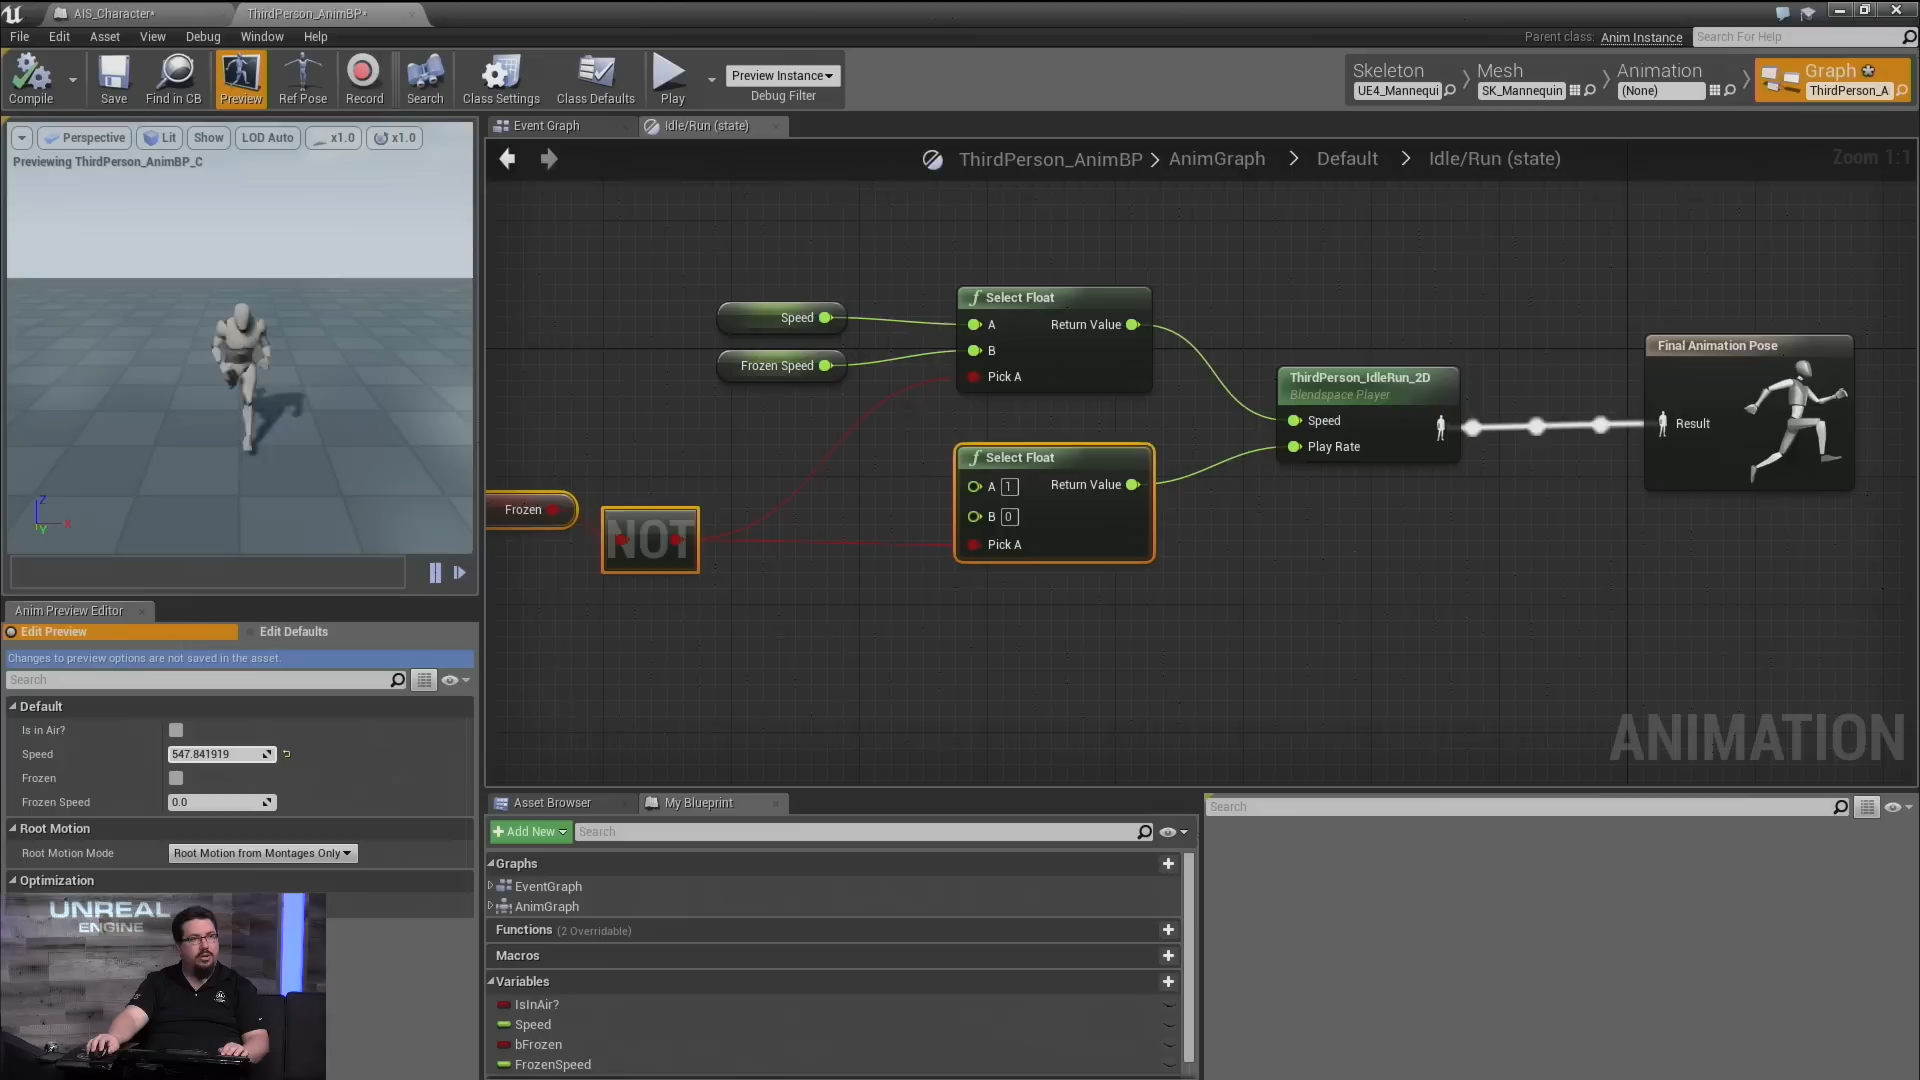 AIS_Character*
ThirdPerson_AnimBP*
File Edit Asset View Debug Window Help
Parent class: Anim Instance
Search For Help
Compile
Save
Find in CB
Preview
Ref Pose
Record
Search
Class Settings
Class Defaults
Play
Preview Instance
Debug Filter
Skeleton
UE4_Mannequi
Mesh
SK_Mannequin
Animation
(None)
Graph
ThirdPerson_A
Perspective
Lit
Show
LOD Auto
x1.0
x1.0
Previewing ThirdPerson_AnimBP_C
Z
X
Y
Event Graph
Idle/Run (state)
ThirdPerson_AnimBP > AnimGraph > Default > Idle/Run (state)
Zoom 1:1
Speed
Frozen Speed
f Select Float
A
Return Value
B
Pick A
Frozen
NOT
f Select Float
A 1
Return Value
B 0
Pick A
ThirdPerson_IdleRun_2D
Blendspace Player
Speed
Play Rate
Final Animation Pose
Result
ANIMATION
Anim Preview Editor
Edit Preview
Edit Defaults
Changes to preview options are not saved in the asset.
Search
Default
Is in Air?
Speed
547.841919
Frozen
Frozen Speed
0.0
Root Motion
Root Motion Mode
Root Motion from Montages Only
Optimization
UNREAL
ENGINE
Asset Browser
My Blueprint
+ Add New
Search
Graphs
EventGraph
AnimGraph
Functions (2 Overridable)
Macros
Variables
IsInAir?
Speed
bFrozen
FrozenSpeed
Search